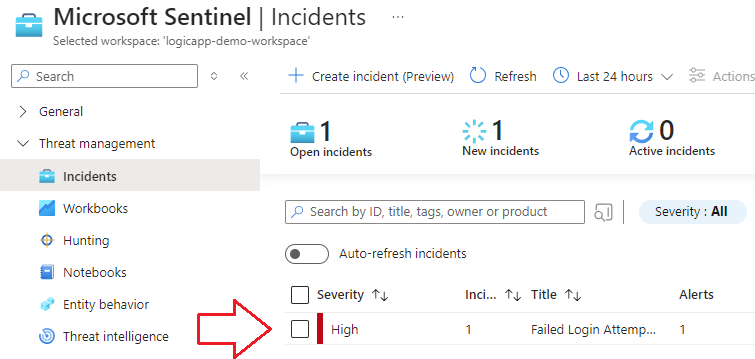 Microsoft Sentinel | Incidents ...
Selected workspace: 'logicapp-demo-workspace'
Search
General
Threat management
Incidents
Workbooks
Hunting
Notebooks
Entity behavior
Threat intelligence
+ Create incident (Preview) Refresh Last 24 hours Actions
1 1 0
Open incidents New incidents Active incidents
Search by ID, title, tags, owner or product Severity : All
Auto-refresh incidents
Severity Inci... Title Alerts
High 1 Failed Login Attemp... 1